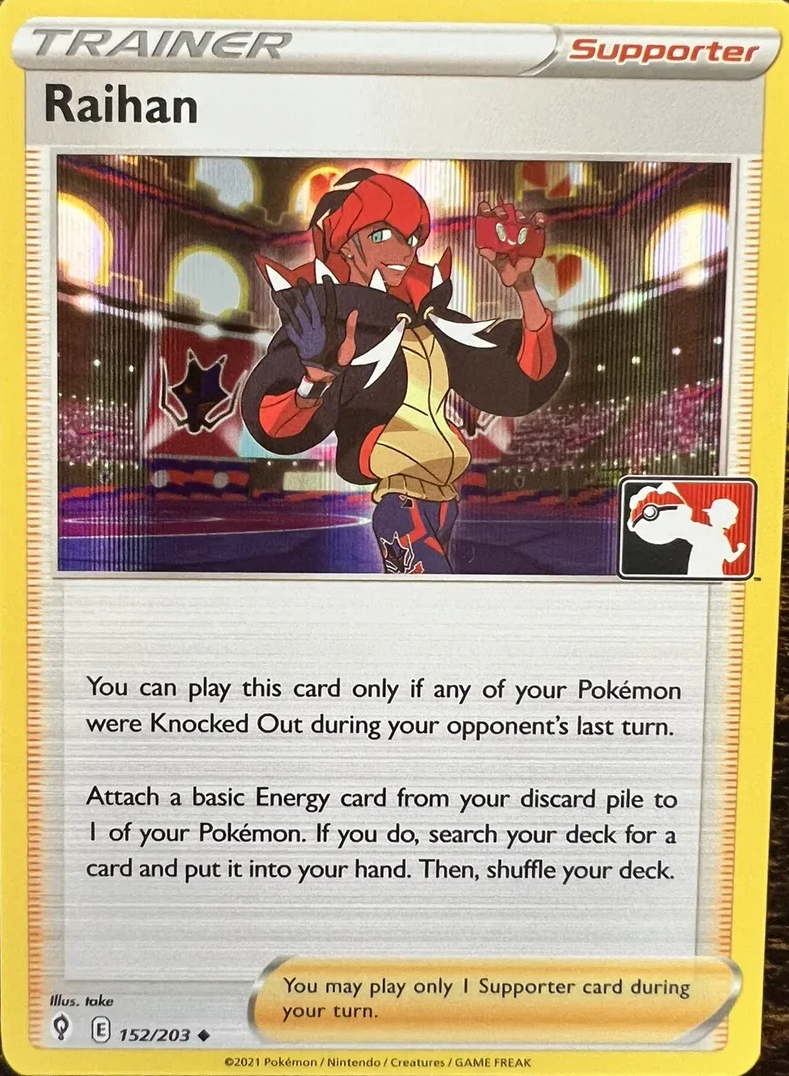 TRAINER
Supporter
Raihan
You can play this card only if any of your Pokémon
were Knocked Out during your opponent's last turn.
Attach a basic Energy card from your discard pile to
1 of your Pokémon. If you do, search your deck for a
card and put it into your hand. Then, shuffle your deck.
You may play only 1 Supporter card during
your turn.
Illus. take
E 152/203
©2021 Pokémon / Nintendo / Creatures / GAME FREAK